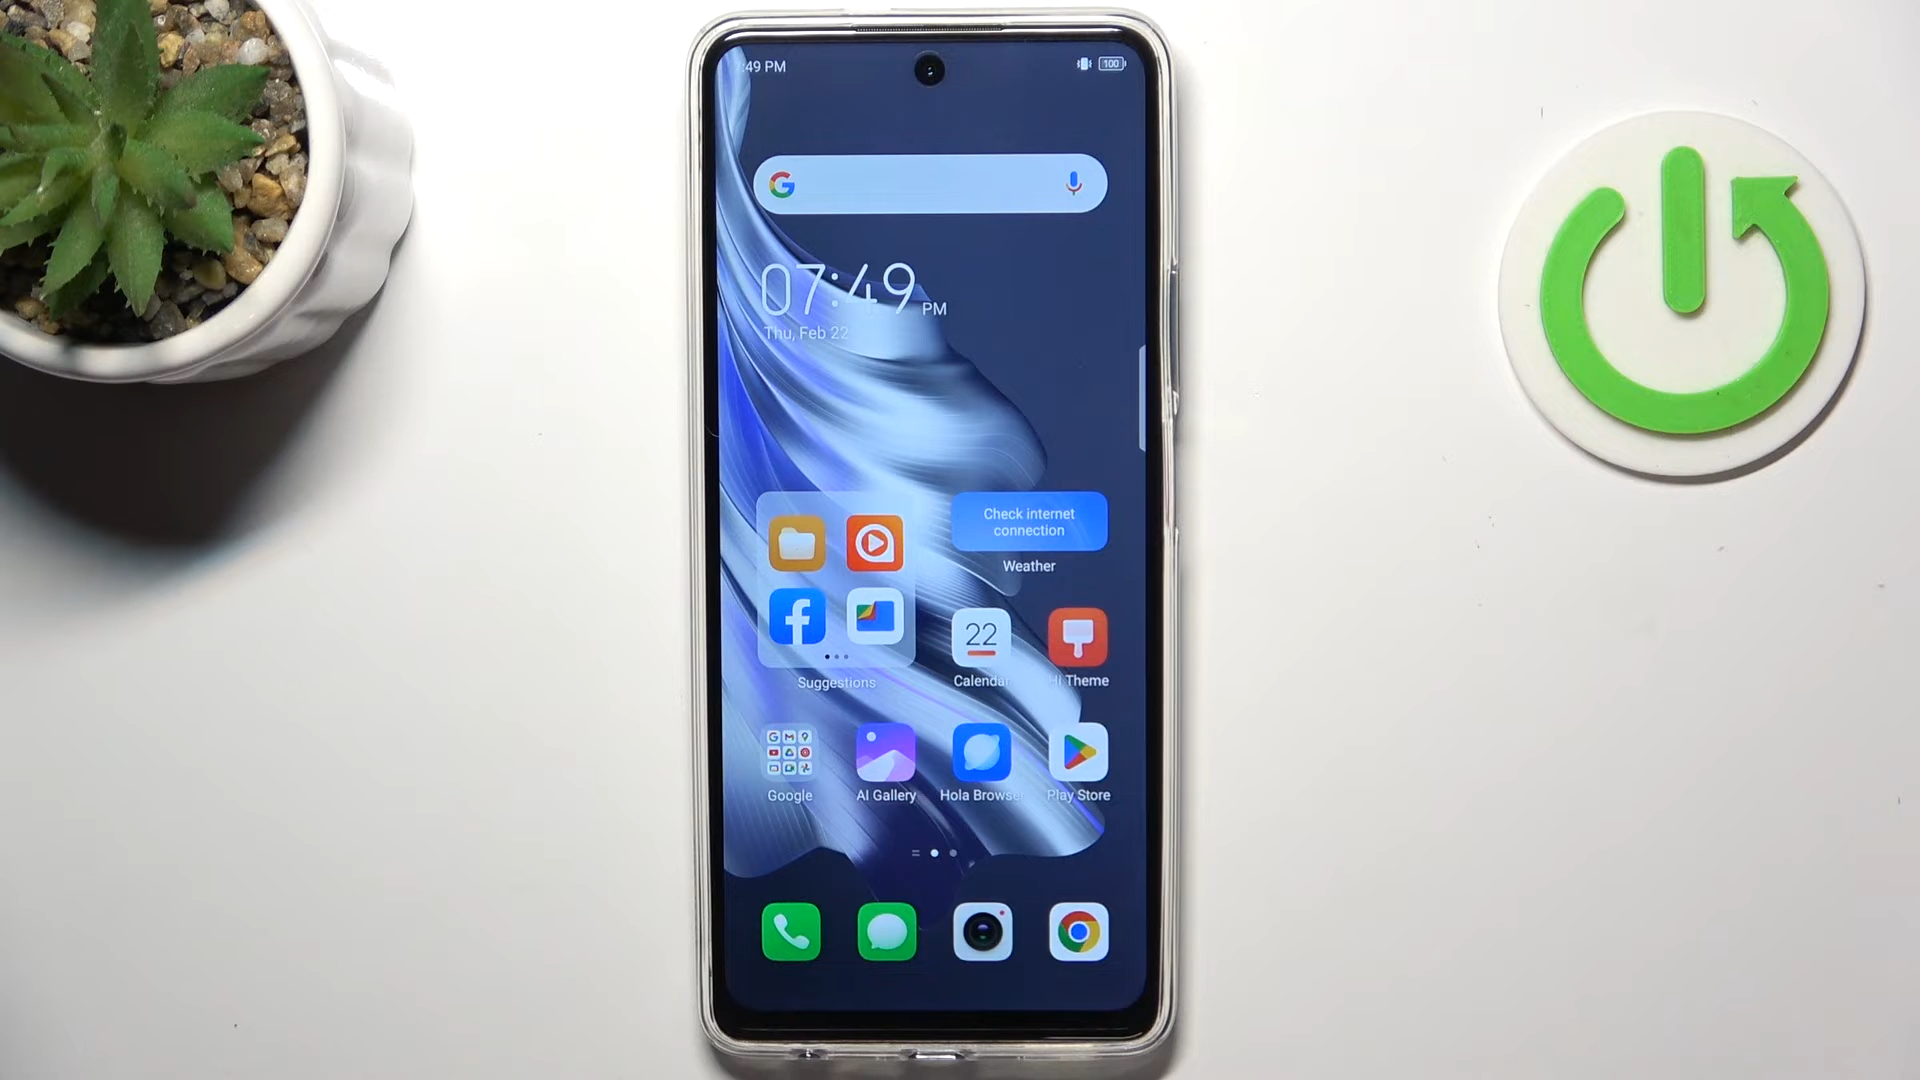 :49 PM
100
07:49 PM
Thu, Feb 22
Check internet
connection
Weather
22
Suggestions
Calendar
Hi Theme
Google
AI Gallery
Hola Browse
Play Store